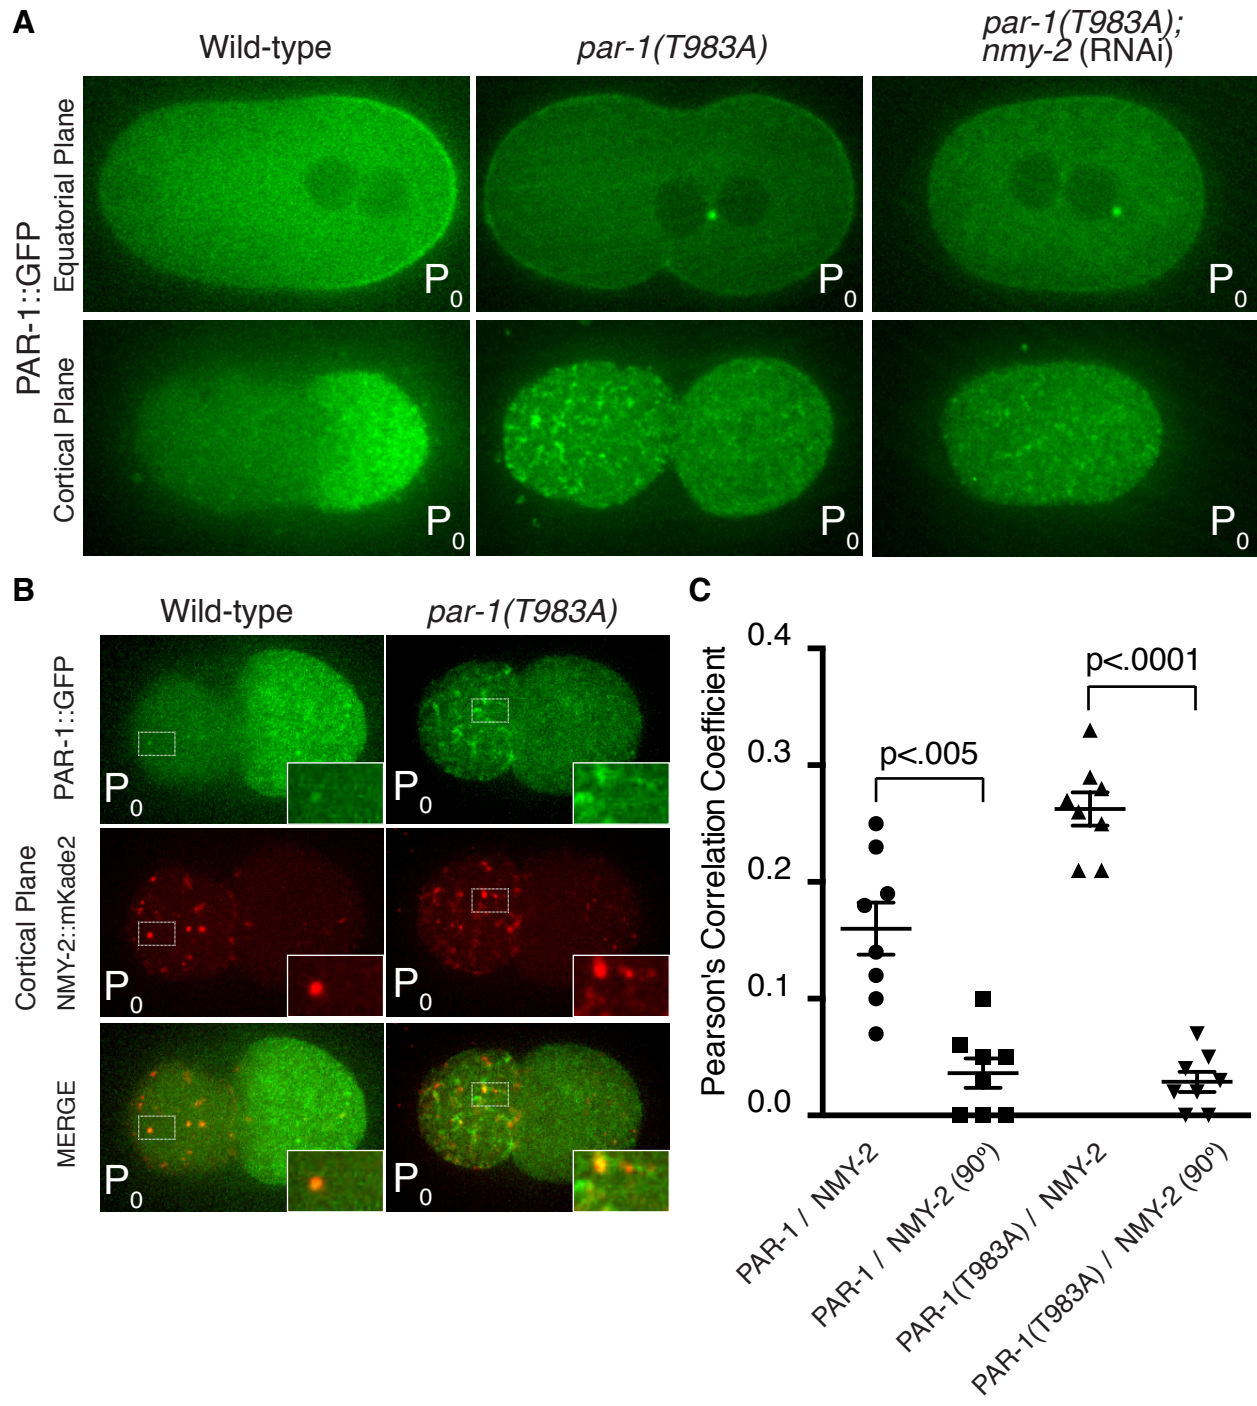 A
Wild-type
par-1(T983A)
par-1(T983A);
nmy-2 (RNAi)
PAR-1::GFP
Equatorial Plane
P0
P0
P0
Cortical Plane
P0
P0
P0
B
Wild-type
par-1(T983A)
Cortical Plane
PAR-1::GFP
P0
P0
NMY-2::mKade2
P0
P0
MERGE
P0
P0
C
Pearson's Correlation Coefficient
0.4
0.3
0.2
0.1
0.0
p<.005
p<.0001
PAR-1 / NMY-2
PAR-1 / NMY-2 (90º)
PAR-1(T983A) / NMY-2
PAR-1(T983A) / NMY-2 (90º)